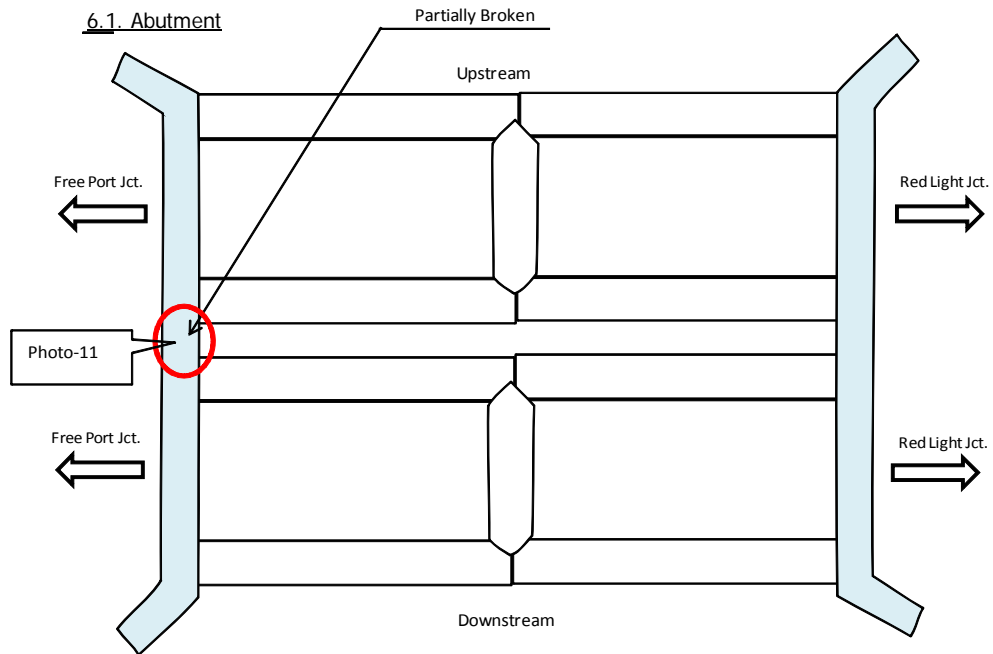 6.1. Abutment
Partially Broken
Upstream
Free Port Jct.
Red Light Jct.
Photo-11
Free Port Jct.
Red Light Jct.
Downstream